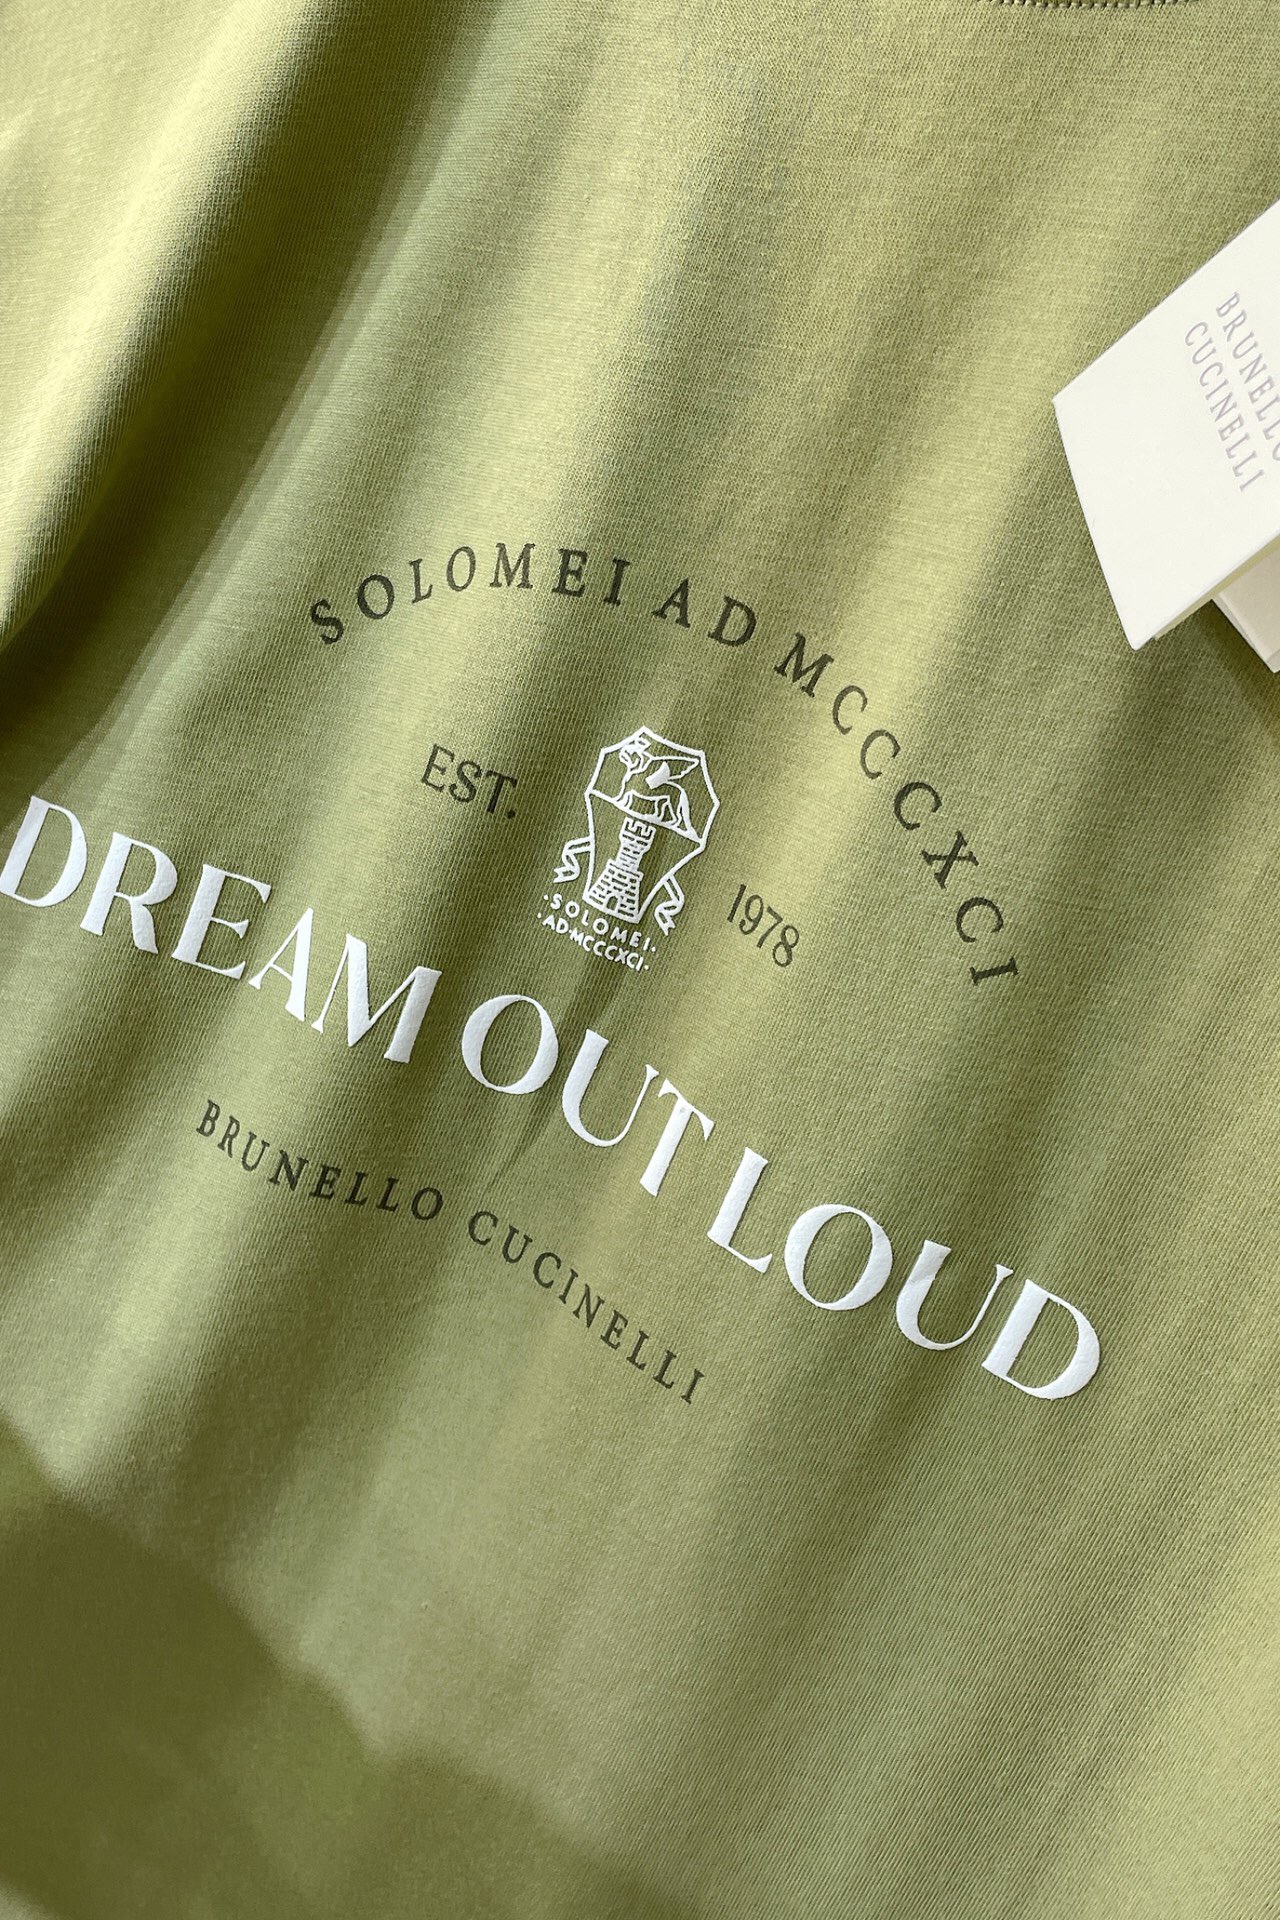 SOLOMEI AD MCCCXCI
EST.
1978
·SOLOMEI·
·AD·MCCCXCI·
DREAM OUT LOUD
BRUNELLO CUCINELLI
BRUNELLO
CUCINELLI